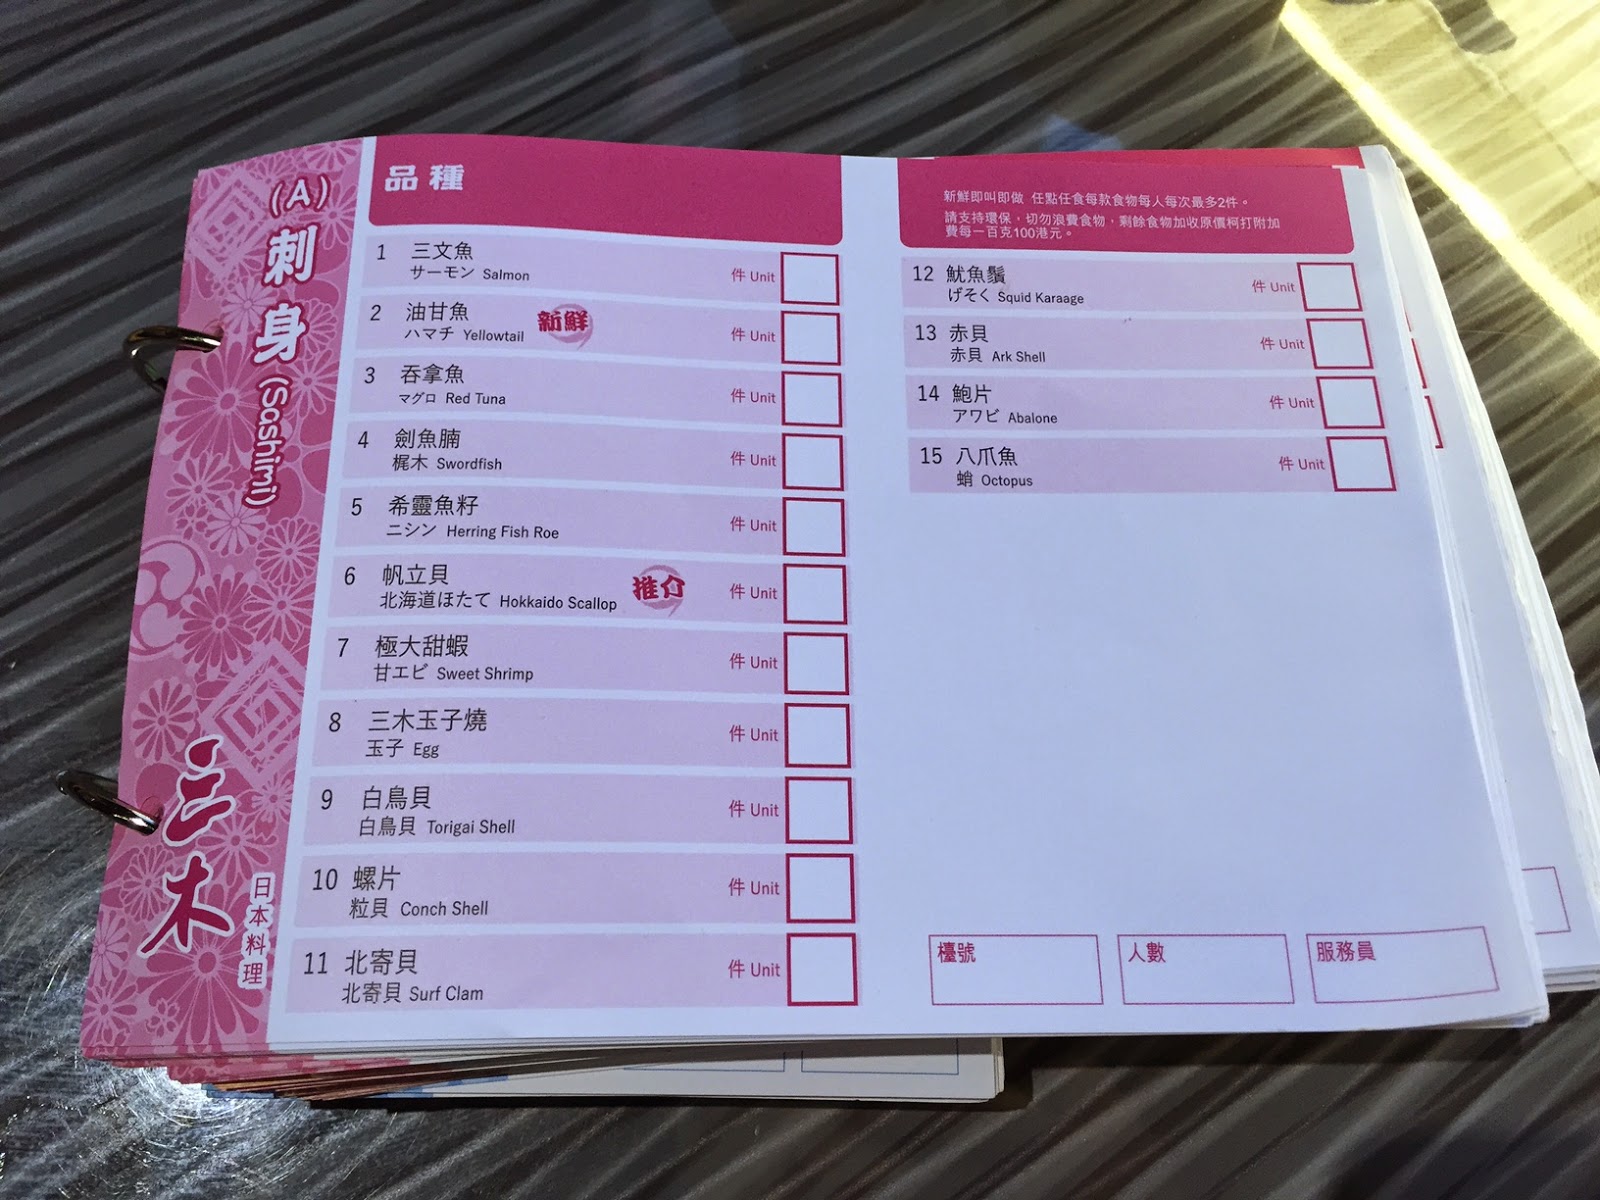 (A)
刺身
(Sashimi)
三木
日本料理
品種
1 三文魚
サーモン Salmon
件 Unit
2 油甘魚
ハマチ Yellowtail
新鮮
件 Unit
3 吞拿魚
マグロ Red Tuna
件 Unit
4 劍魚腩
梶木 Swordfish
件 Unit
5 希靈魚籽
ニシン Herring Fish Roe
件 Unit
6 帆立貝
北海道ほたて Hokkaido Scallop
推介
件 Unit
7 極大甜蝦
甘エビ Sweet Shrimp
件 Unit
8 三木玉子燒
玉子 Egg
件 Unit
9 白鳥貝
白鳥貝 Torigai Shell
件 Unit
10 螺片
粒貝 Conch Shell
件 Unit
11 北寄貝
北寄貝 Surf Clam
件 Unit
新鮮即叫即做 任點任食每款食物每人每次最多2件。
請支持環保，切勿浪費食物，剩餘食物加收原價柯打附加
費每一百克100港元。
12 魷魚鬚
げそく Squid Karaage
件 Unit
13 赤貝
赤貝 Ark Shell
件 Unit
14 鮑片
アワビ Abalone
件 Unit
15 八爪魚
蛸 Octopus
件 Unit
檯號
人數
服務員